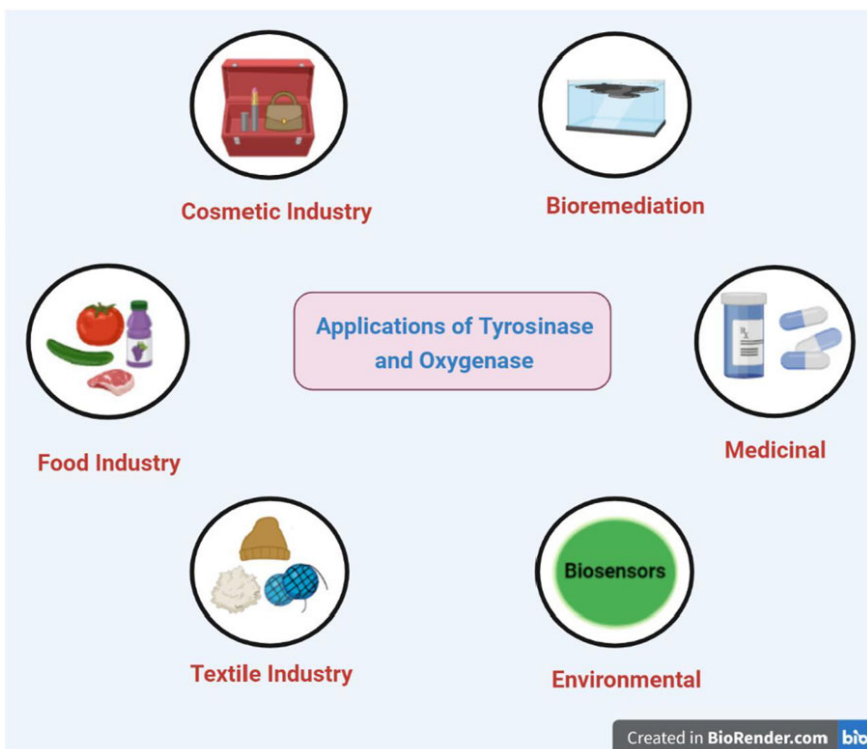 Cosmetic Industry
Bioremediation
Applications of Tyrosinase
and Oxygenase
Food Industry
Medicinal
Biosensors
Textile Industry
Environmental
Created in BioRender.com bio